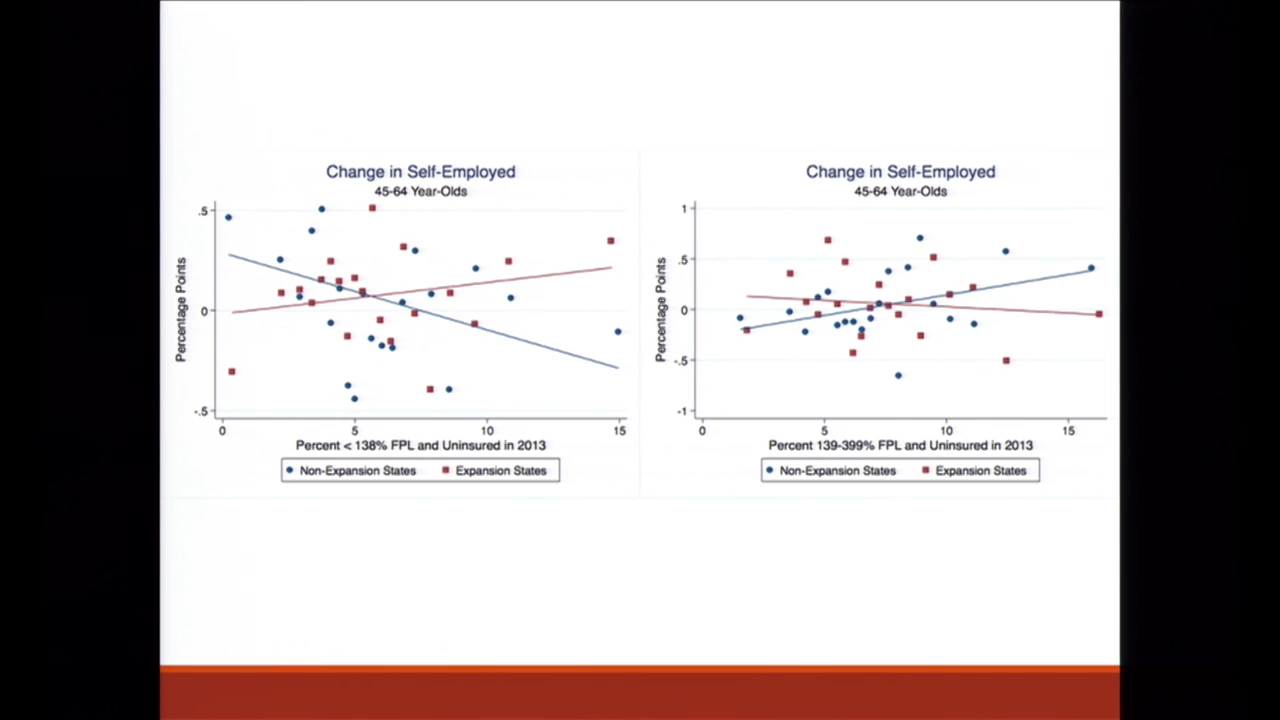 Change in Self-Employed
45-64 Year-Olds
Percentage Points
.5
0
-.5
0 5 10 15
Percent < 138% FPL and Uninsured in 2013
Non-Expansion States Expansion States
Change in Self-Employed
45-64 Year-Olds
Percentage Points
1
.5
0
-.5
-1
0 5 10 15
Percent 139-399% FPL and Uninsured in 2013
Non-Expansion States Expansion States